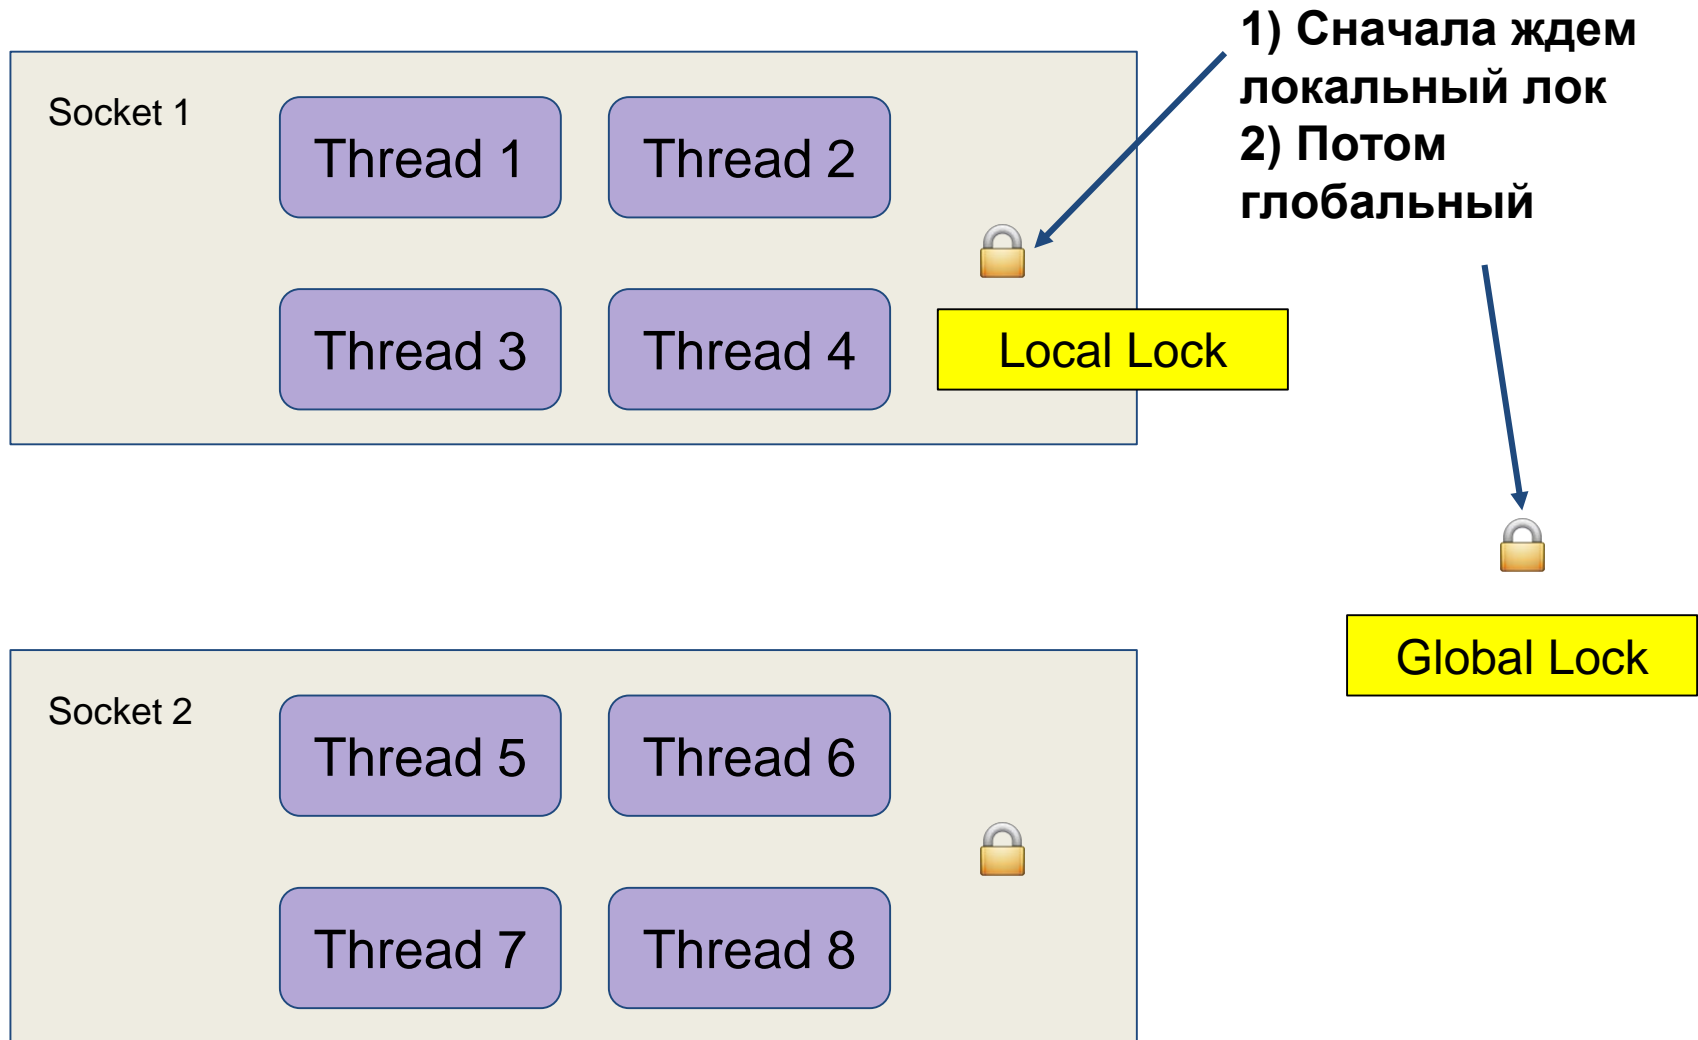 1) Сначала ждем
локальный лок
2) Потом
глобальный
Socket 1
Thread 1
Thread 2
Thread 3
Thread 4
Local Lock
Global Lock
Socket 2
Thread 5
Thread 6
Thread 7
Thread 8